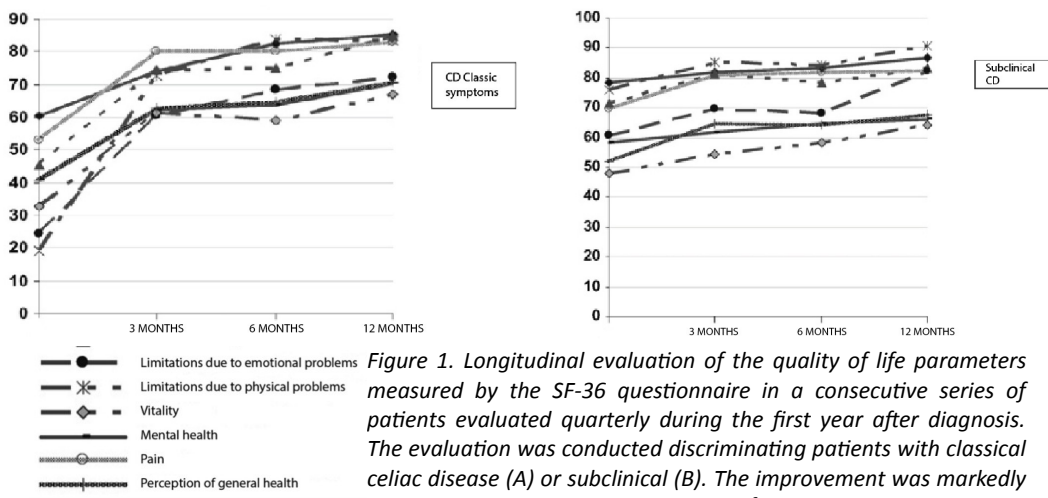 90
80
70
60
50
40
30
20
10
0
3 MONTHS 6 MONTHS 12 MONTHS
CD Classic
symptoms
100
90
80
70
60
50
40
30
20
10
0
3 MONTHS 6 MONTHS 12 MONTHS
Subclinical
CD
Limitations due to emotional problems
Limitations due to physical problems
Vitality
Mental health
Pain
Perception of general health
Figure 1. Longitudinal evaluation of the quality of life parameters
measured by the SF-36 questionnaire in a consecutive series of
patients evaluated quarterly during the first year after diagnosis.
The evaluation was conducted discriminating patients with classical
celiac disease (A) or subclinical (B). The improvement was markedly